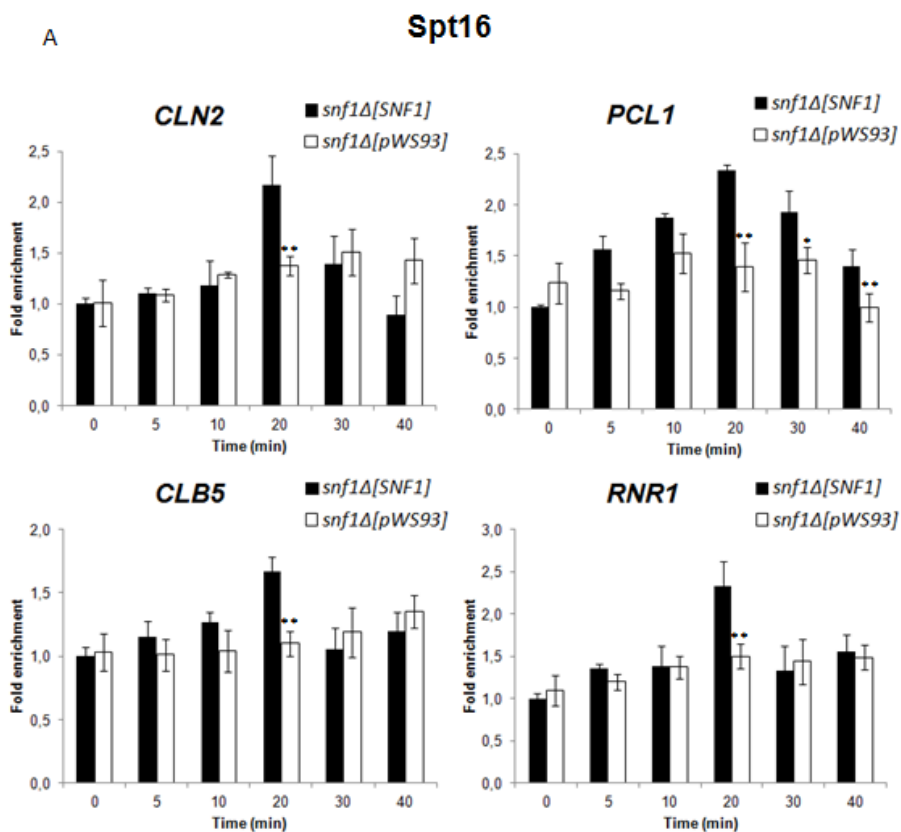 Spt16
A
CLN2
snf1Δ[SNF1]
snf1Δ[pWS93]
Fold enrichment
2,5
2,0
1,5
1,0
0,5
0,0
**
0 5 10 20 30 40
Time (min)
PCL1
snf1Δ[SNF1]
snf1Δ[pWS93]
Fold enrichment
2,5
2,0
1,5
1,0
0,5
0,0
** * **
0 5 10 20 30 40
Time (min)
CLB5
snf1Δ[SNF1]
snf1Δ[pWS93]
Fold enrichment
2,0
1,5
1,0
0,5
0,0
**
0 5 10 20 30 40
Time (min)
RNR1
snf1Δ[SNF1]
snf1Δ[pWS93]
Fold enrichment
3,0
2,5
2,0
1,5
1,0
0,5
0,0
**
0 5 10 20 30 40
Time (min)